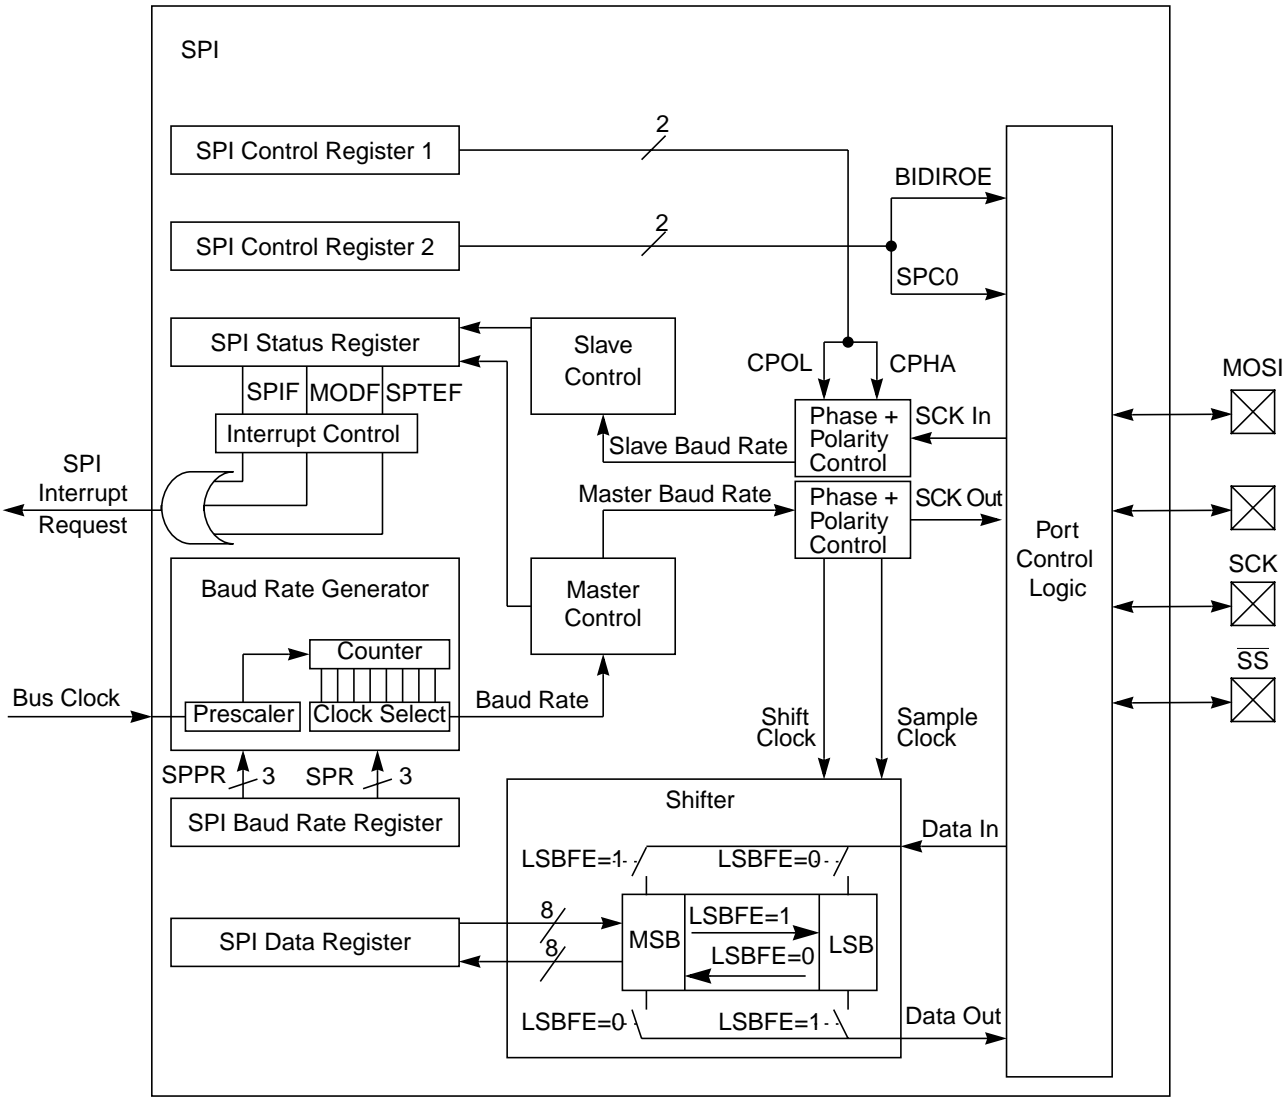 SPI
SPI Control Register 1
2
BIDIROE
SPI Control Register 2
2
SPC0
SPI Status Register
Slave
Control
CPOL
CPHA
MOSI
SPIF
MODF
SPTEF
Interrupt Control
Phase +
Polarity
Control
SCK In
Slave Baud Rate
SPI
Interrupt
Request
Master Baud Rate
Phase +
Polarity
Control
SCK Out
Port
Control
Logic
SCK
Baud Rate Generator
Master
Control
Counter
SS
Bus Clock
Prescaler
Clock Select
Baud Rate
Shift
Clock
Sample
Clock
SPPR
3
SPR
3
SPI Baud Rate Register
Shifter
Data In
LSBFE=1
LSBFE=0
SPI Data Register
8
8
MSB
LSBFE=1
LSBFE=0
LSB
LSBFE=0
LSBFE=1
Data Out